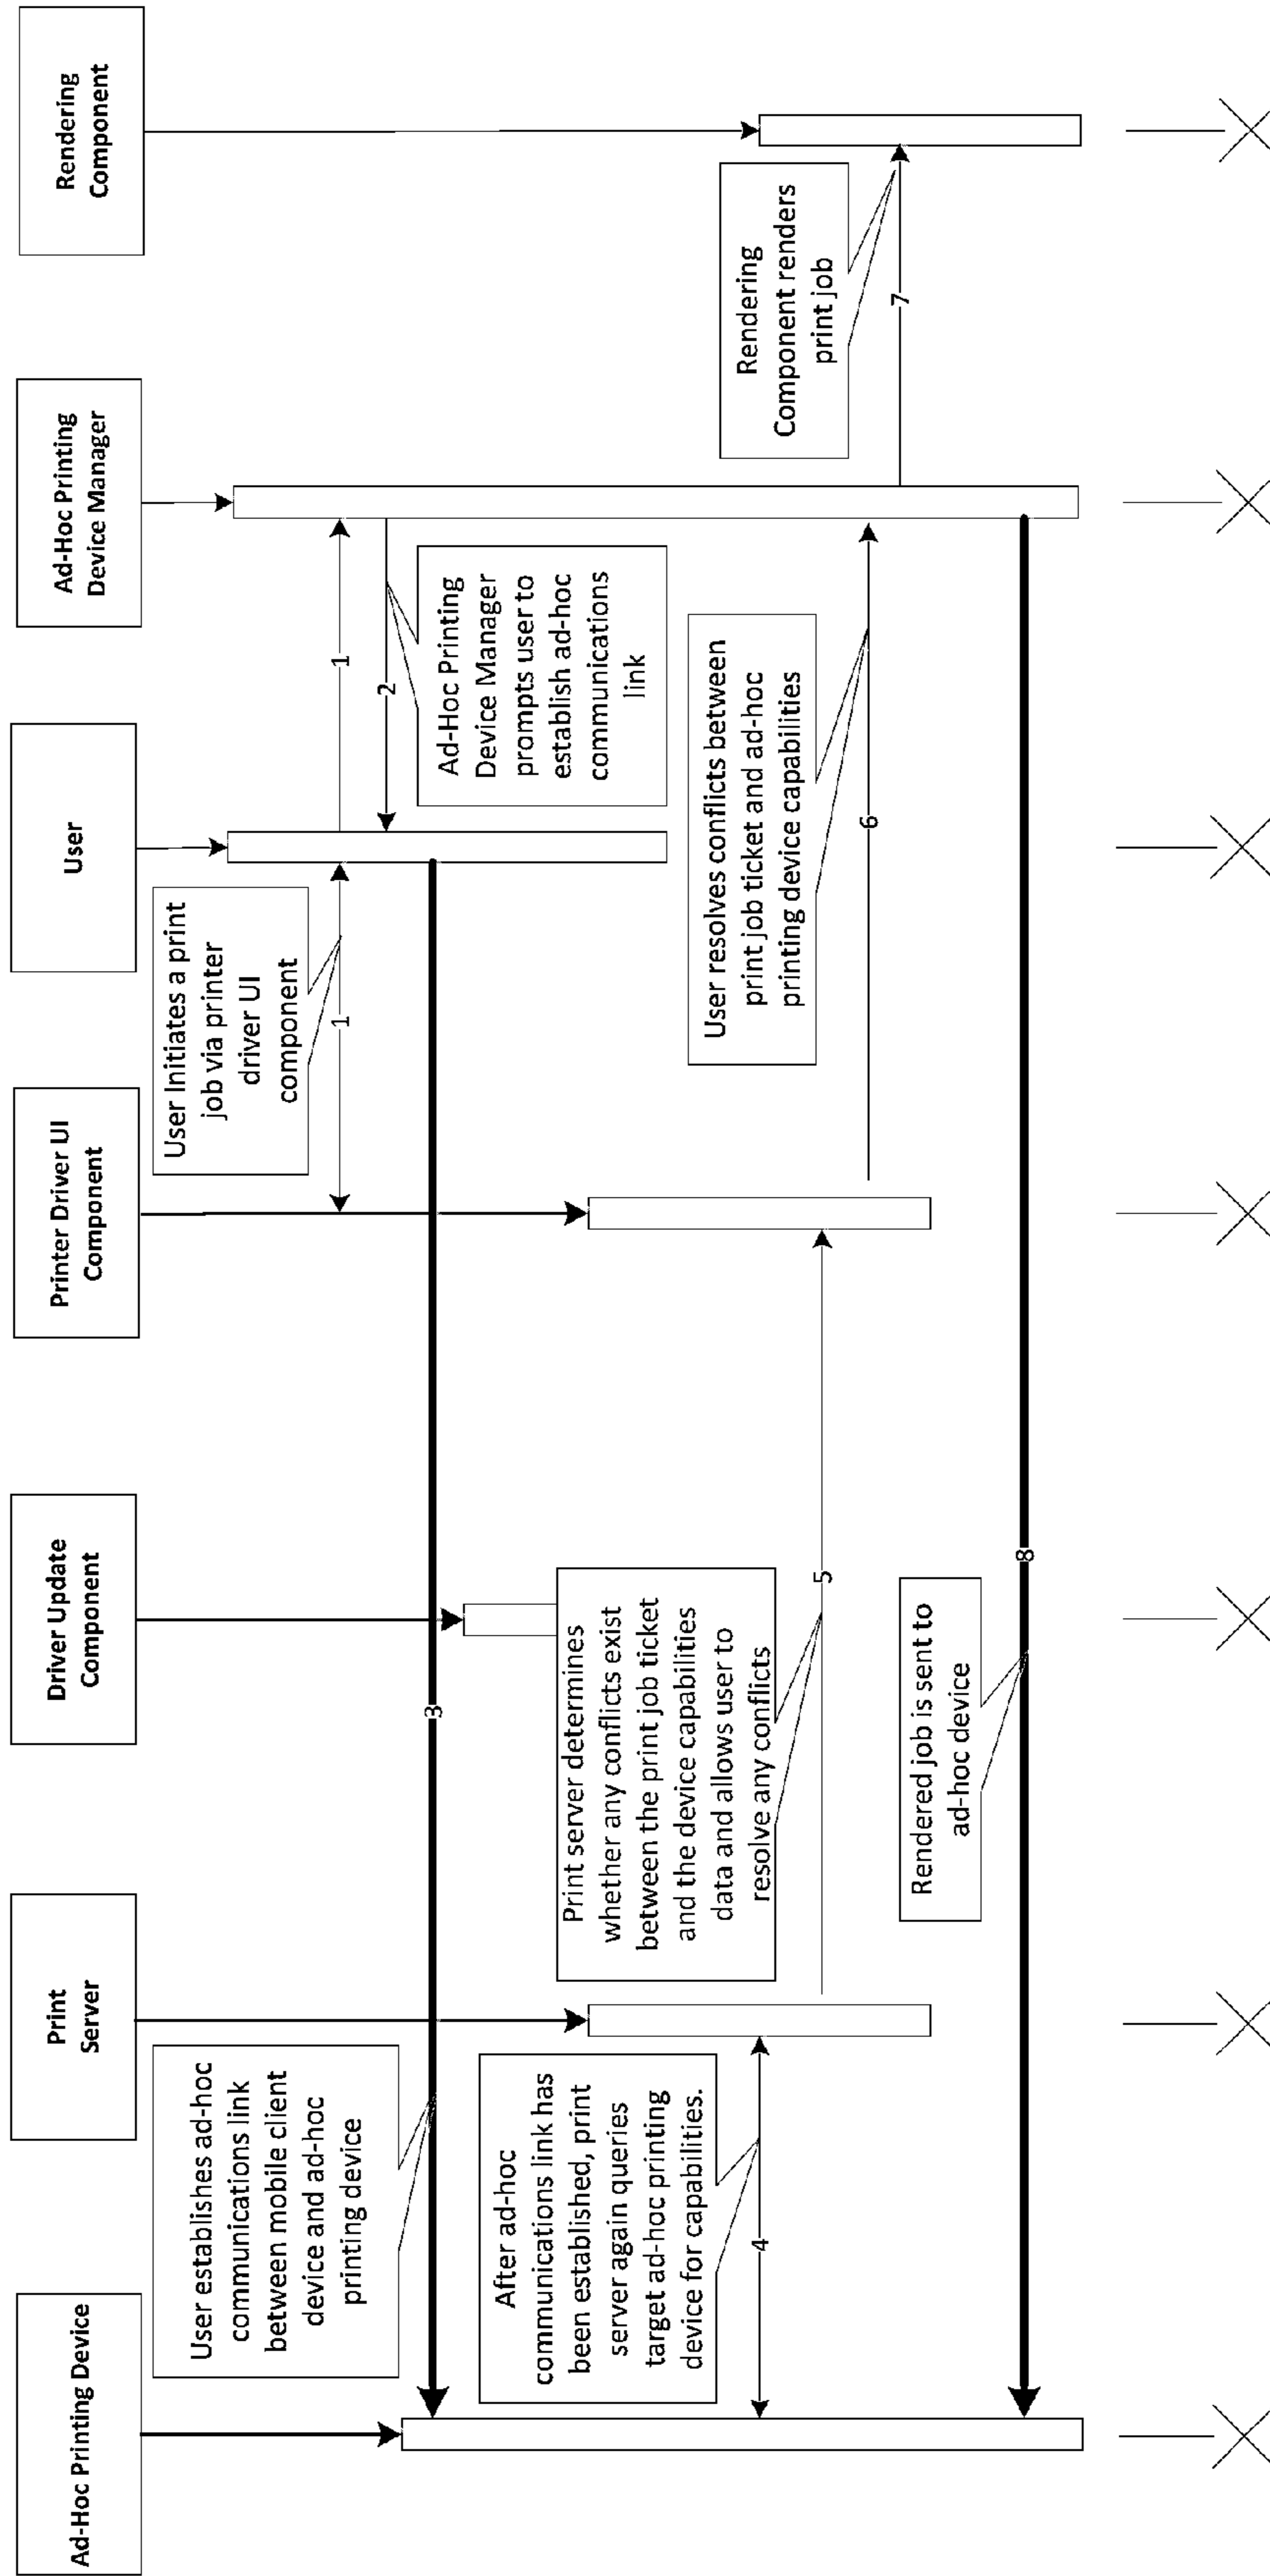 Ad-Hoc Printing Device
Print
Server
Driver Update
Component
Printer Driver UI
Component
User
Ad-Hoc Printing
Device Manager
Rendering
Component
User Initiates a print
job via printer
driver UI
component
1
1
2
Ad-Hoc Printing
Device Manager
prompts user to
establish ad-hoc
communications
link
User establishes ad-hoc
communications link
between mobile client
device and ad-hoc
printing device
3
After ad-hoc
communications link has
been established, print
server again queries
target ad-hoc printing
device for capabilities.
4
Print server determines
whether any conflicts exist
between the print job ticket
and the device capabilities
data and allows user to
resolve any conflicts
5
User resolves conflicts between
print job ticket and ad-hoc
printing device capabilities
6
Rendering
Component renders
print job
7
Rendered job is sent to
ad-hoc device
8